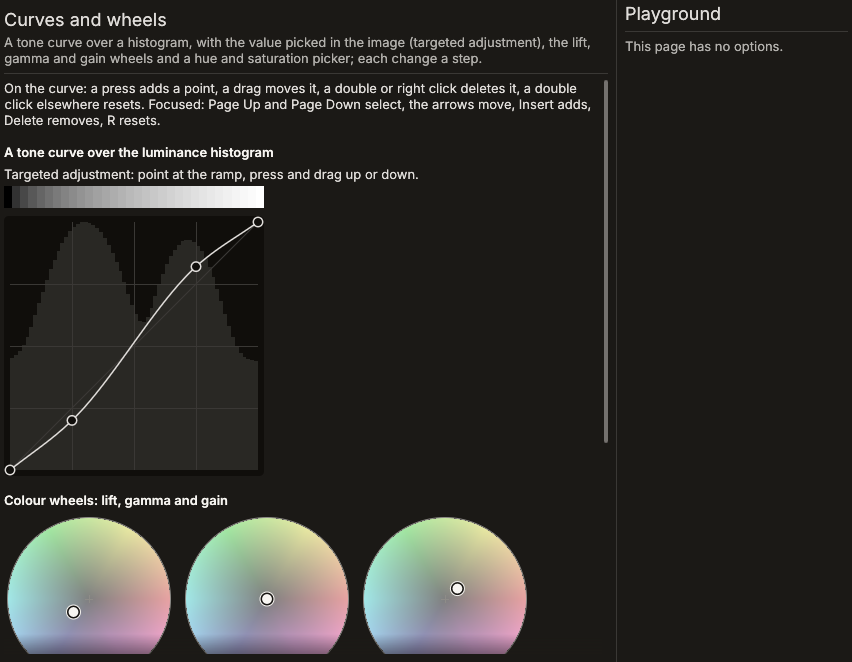 Curves and wheels
A tone curve over a histogram, with the value picked in the image (targeted adjustment), the lift,
gamma and gain wheels and a hue and saturation picker; each change a step.
On the curve: a press adds a point, a drag moves it, a double or right click deletes it, a double
click elsewhere resets. Focused: Page Up and Page Down select, the arrows move, Insert adds,
Delete removes, R resets.
A tone curve over the luminance histogram
Targeted adjustment: point at the ramp, press and drag up or down.
Colour wheels: lift, gamma and gain
Playground
This page has no options.